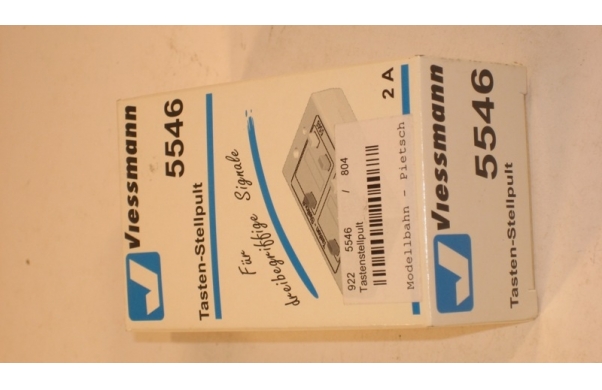 Viessmann
5546
Tasten-Stellpult
Für
dreibegriffige Signale
2 A
922 5546 / 804
Tastenstellpult
Modellbahn - Pietsch
Viessmann
5546
Tasten-Stellpult